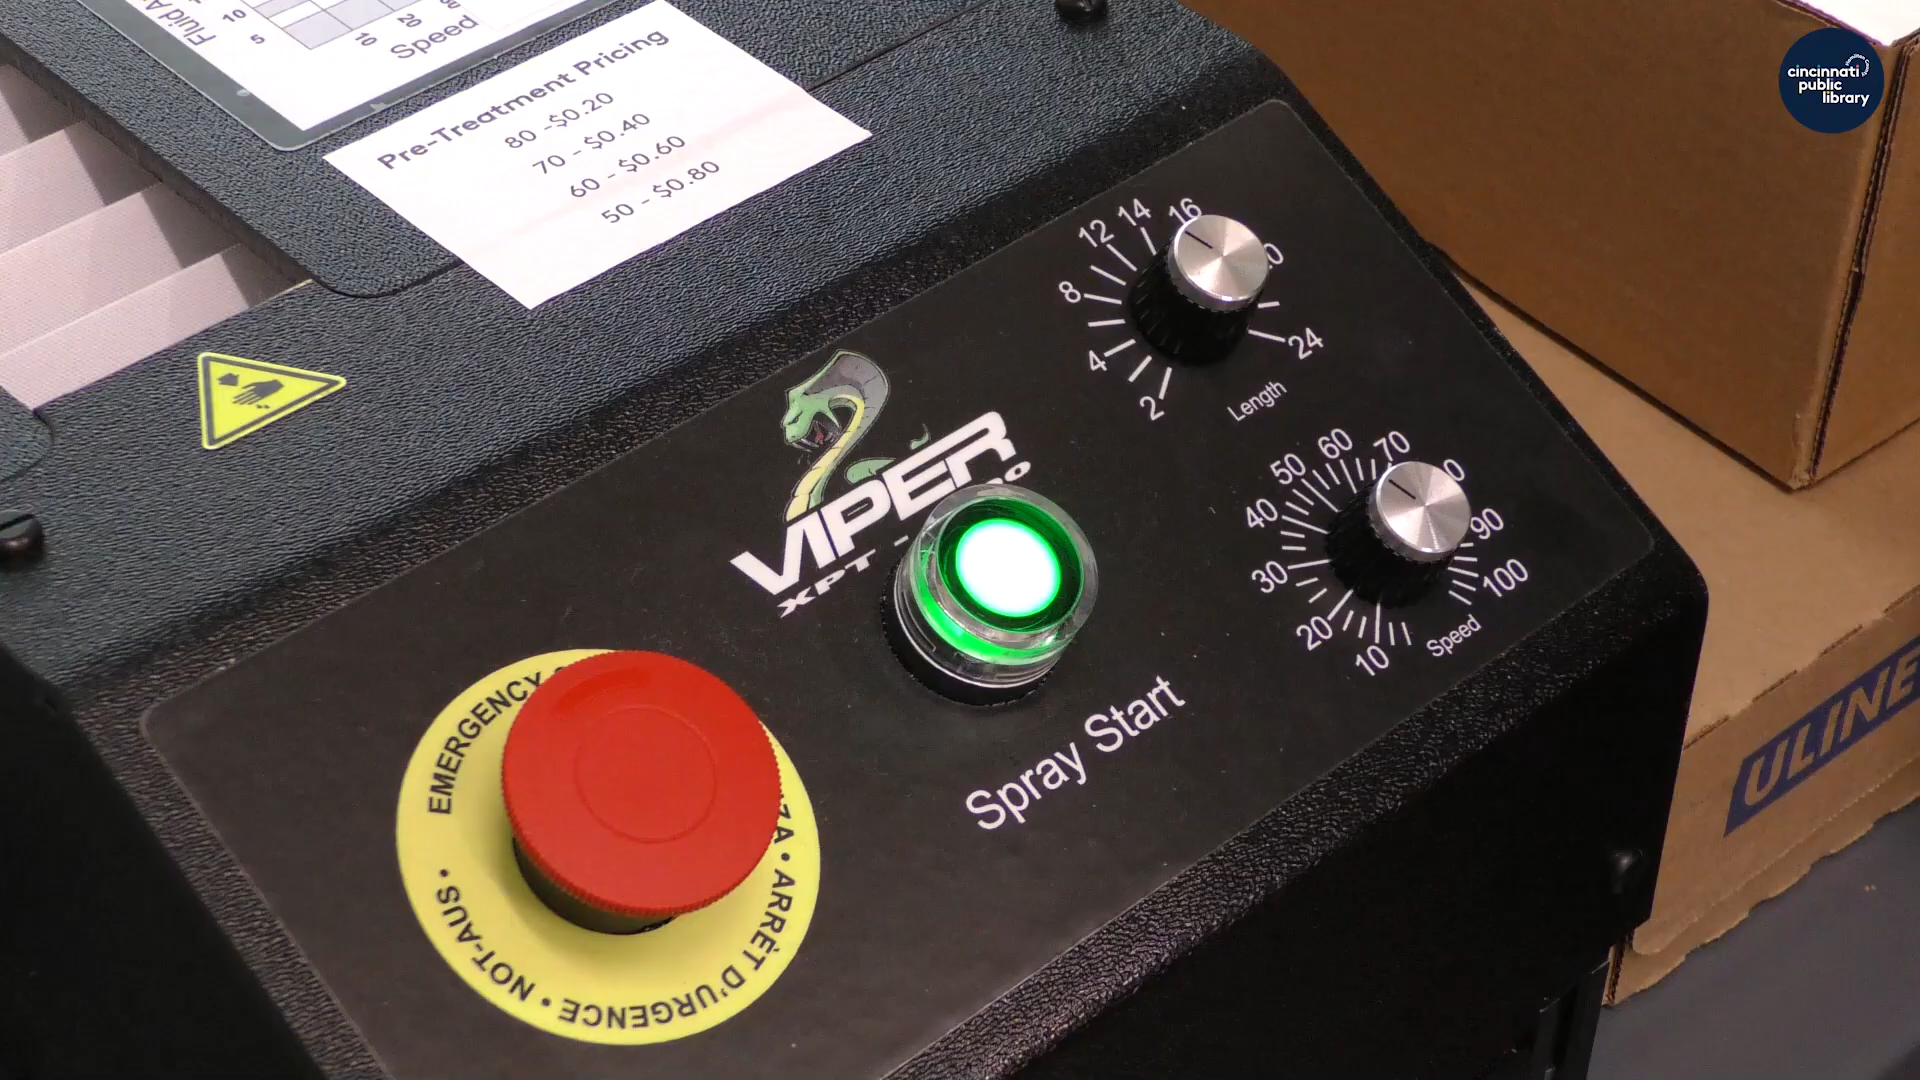 10
5
10
20
Speed
Pre-Treatment Pricing
80 -$0.20
70 - $0.40
60 - $0.60
50 - $0.80
cincinnati
public
library
2
4
8
12
14
16
24
Length
VIPER
XPT -
10
20
30
40
50
60
70
90
100
Speed
Spray Start
EMERGENCY
ARRÊT D'URGENCE • NOT-AUS •
ULINE